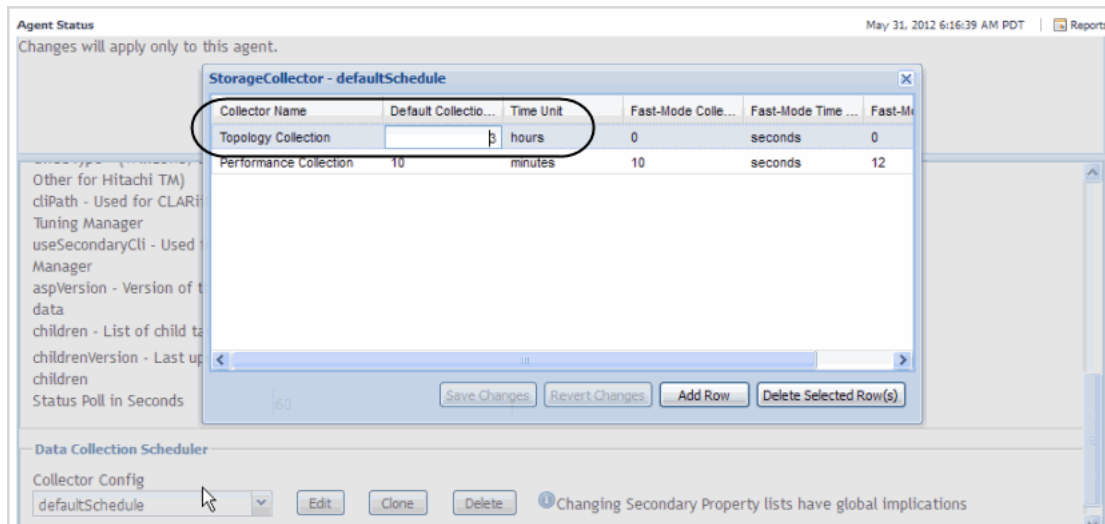 Agent Status
May 31, 2012 6:16:39 AM PDT
Reports
Changes will apply only to this agent.
StorageCollector - defaultSchedule
Collector Name Default Collectio... Time Unit Fast-Mode Colle... Fast-Mode Time ... Fast-Mo
Topology Collection 3 hours 0 seconds 0
Performance Collection 10 minutes 10 seconds 12
Other for Hitachi TM)
cliPath - Used for CLARii
Tuning Manager
useSecondaryCli - Used
Manager
aspVersion - Version of t
data
children - List of child ta
childrenVersion - Last up
children
Status Poll in Seconds 60
Save Changes Revert Changes Add Row Delete Selected Row(s)
Data Collection Scheduler
Collector Config
defaultSchedule Edit Clone Delete Changing Secondary Property lists have global implications